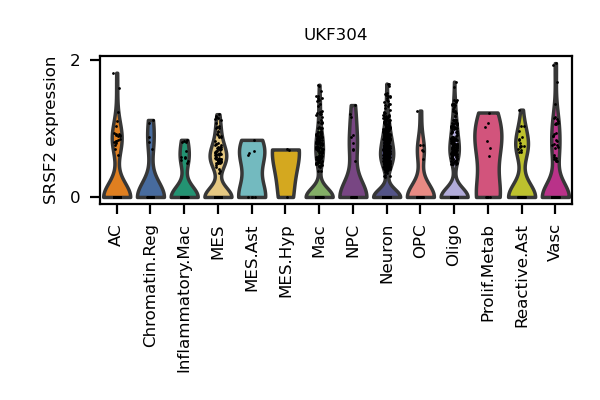 UKF304
SRSF2 expression
2
0
AC
Chromatin.Reg
Inflammatory.Mac
MES
MES.Ast
MES.Hyp
Mac
NPC
Neuron
OPC
Oligo
Prolif.Metab
Reactive.Ast
Vasc